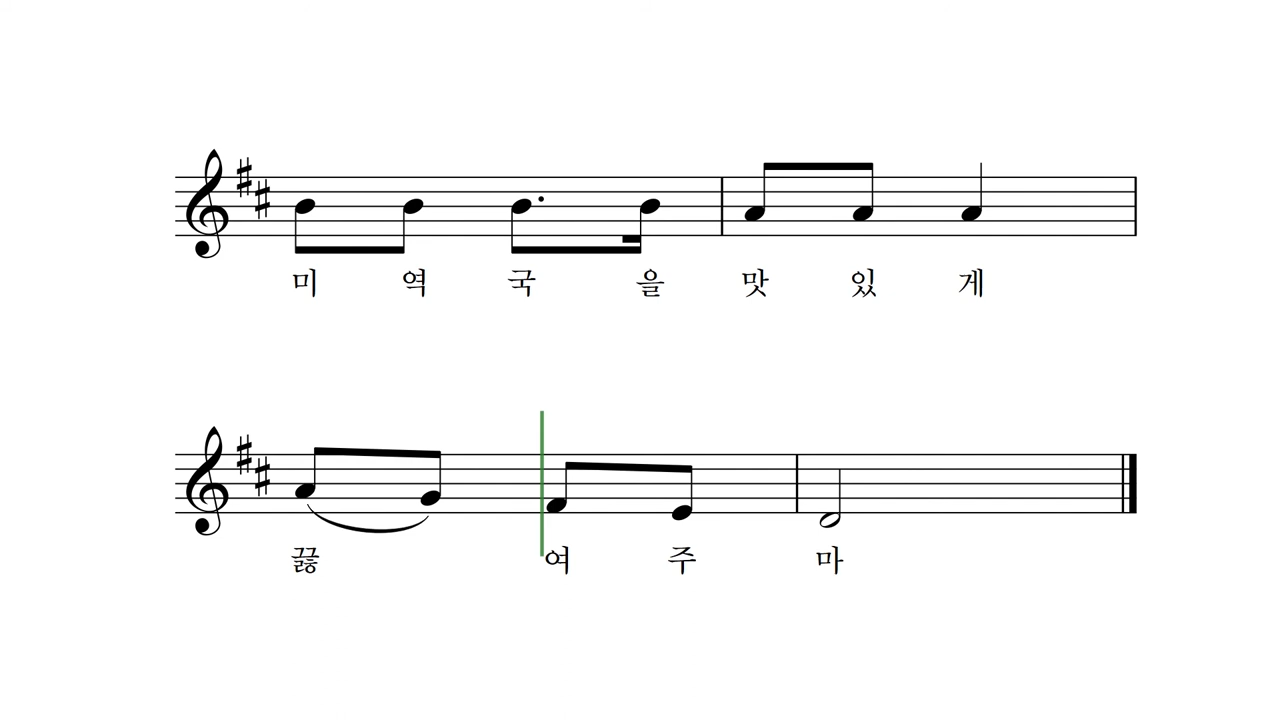 미 역 국 을 맛 있 게
끓 여 주 마